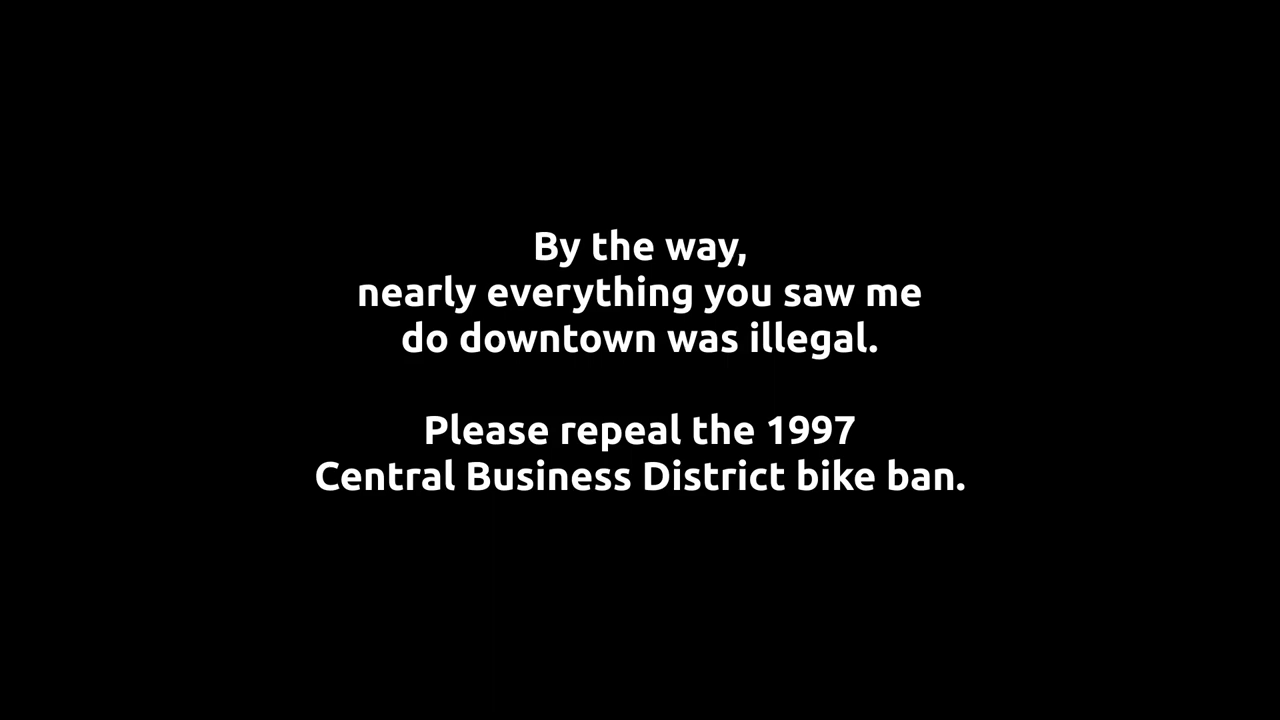 By the way,
nearly everything you saw me
do downtown was illegal.
Please repeal the 1997
Central Business District bike ban.